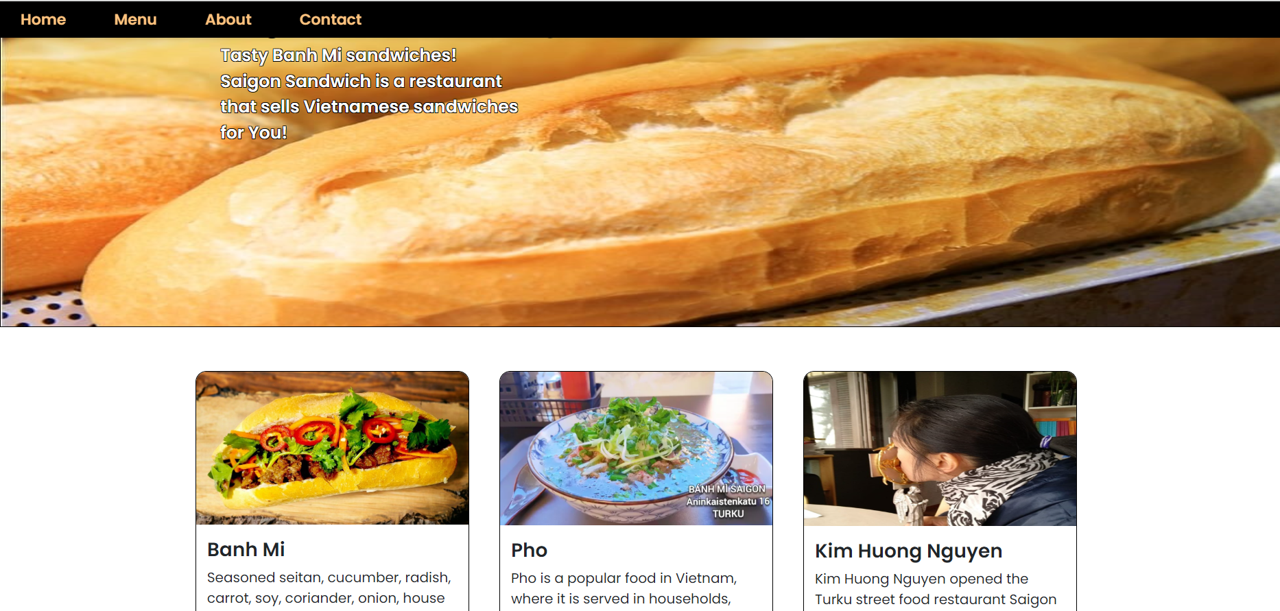 Home Menu About Contact
Tasty Banh Mi sandwiches!
Saigon Sandwich is a restaurant
that sells Vietnamese sandwiches
for You!
BANH MI SAIGON
Aninkaistenkatu 16
TURKU
Banh Mi
Seasoned seitan, cucumber, radish,
carrot, soy, coriander, onion, house
Pho
Pho is a popular food in Vietnam,
where it is served in households,
Kim Huong Nguyen
Kim Huong Nguyen opened the
Turku street food restaurant Saigon